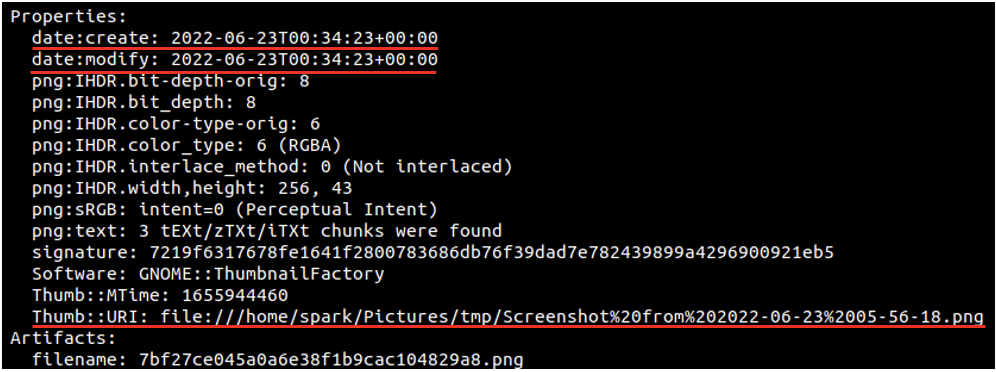 Properties:
date:create: 2022-06-23T00:34:23+00:00
date:modify: 2022-06-23T00:34:23+00:00
png:IHDR.bit-depth-orig: 8
png:IHDR.bit_depth: 8
png:IHDR.color-type-orig: 6
png:IHDR.color_type: 6 (RGBA)
png:IHDR.interlace_method: 0 (Not interlaced)
png:IHDR.width,height: 256, 43
png:sRGB: intent=0 (Perceptual Intent)
png:text: 3 tEXt/zTXt/iTXt chunks were found
signature: 7219f6317678fe1641f2800783686db76f39dad7e782439899a4296900921eb5
Software: GNOME::ThumbnailFactory
Thumb::MTime: 1655944460
Thumb::URI: file:///home/spark/Pictures/tmp/Screenshot%20from%202022-06-23%2005-56-18.png
Artifacts:
filename: 7bf27ce045a0a6e38f1b9cac104829a8.png